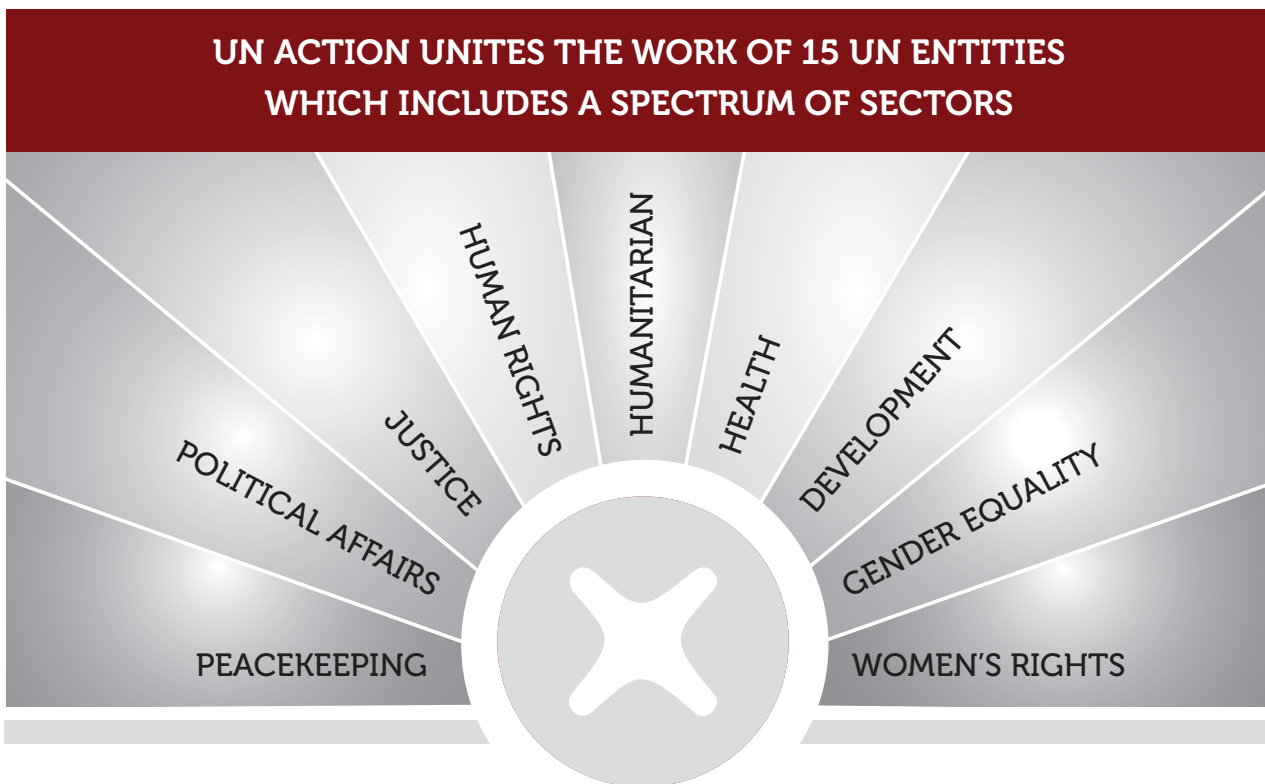 UN ACTION UNITES THE WORK OF 15 UN ENTITIES
WHICH INCLUDES A SPECTRUM OF SECTORS
PEACEKEEPING
POLITICAL AFFAIRS
JUSTICE
HUMAN RIGHTS
HUMANITARIAN
HEALTH
DEVELOPMENT
GENDER EQUALITY
WOMEN'S RIGHTS